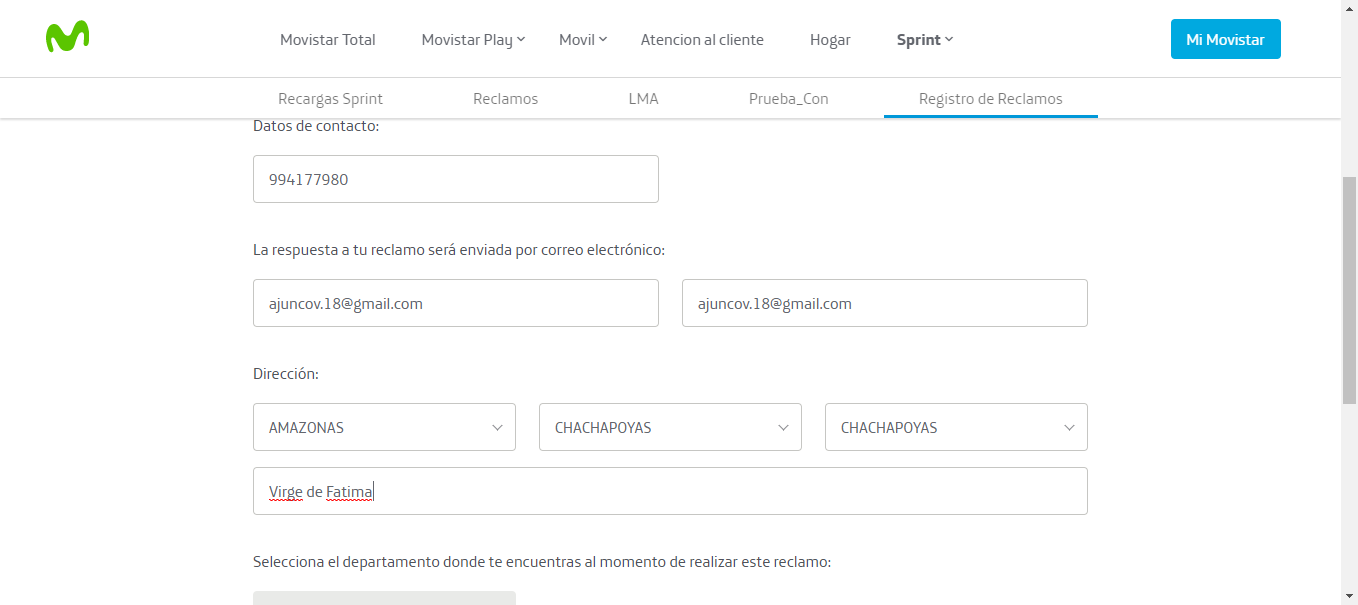 Movistar Total Movistar Play Movil Atencion al cliente Hogar Sprint Mi Movistar
Recargas Sprint Reclamos LMA Prueba_Con Registro de Reclamos
Datos de contacto:
994177980
La respuesta a tu reclamo será enviada por correo electrónico:
ajuncov.18@gmail.com ajuncov.18@gmail.com
Dirección:
AMAZONAS CHACHAPOYAS CHACHAPOYAS
Virge de Fatima
Selecciona el departamento donde te encuentras al momento de realizar este reclamo: